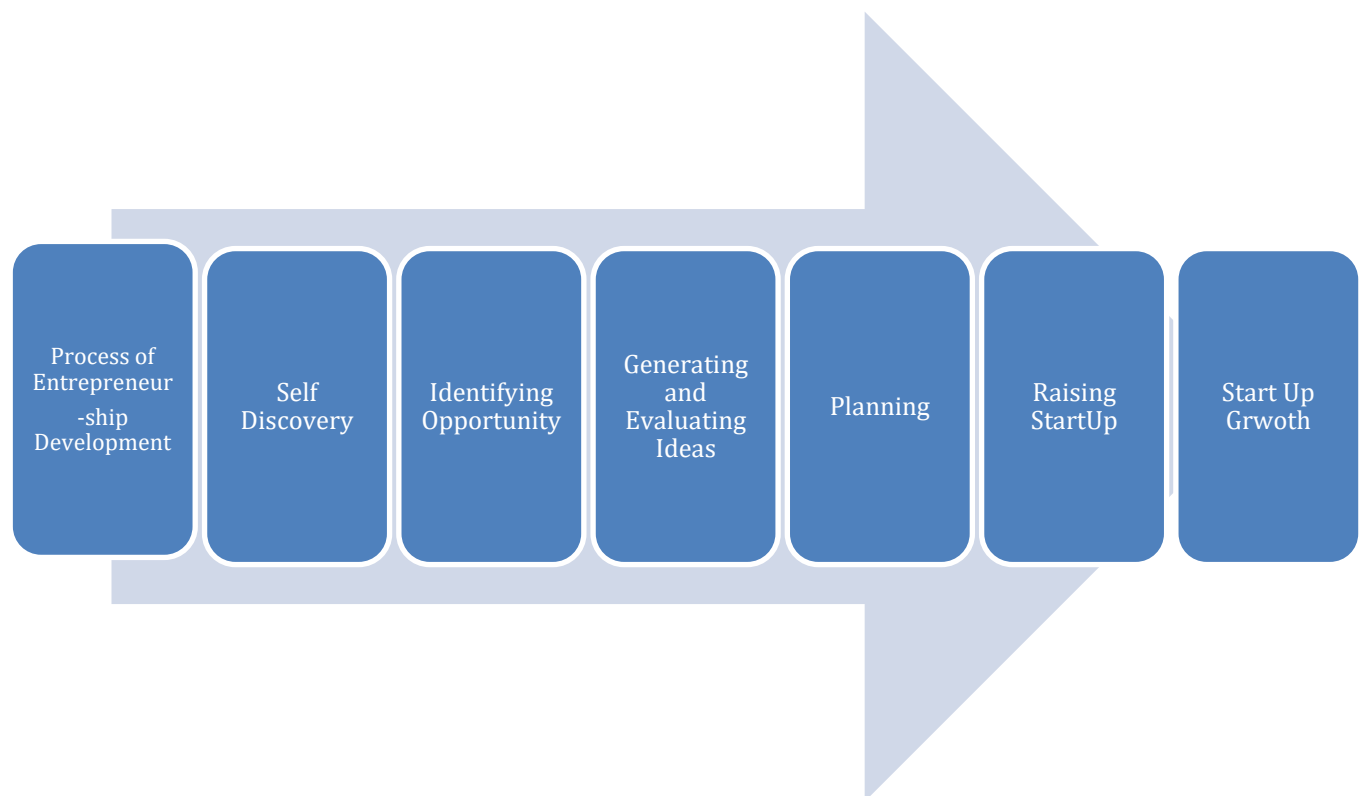 Process of
Entrepreneur
-ship
Development
Self
Discovery
Identifying
Opportunity
Generating
and
Evaluating
Ideas
Planning
Raising
StartUp
Start Up
Grwoth